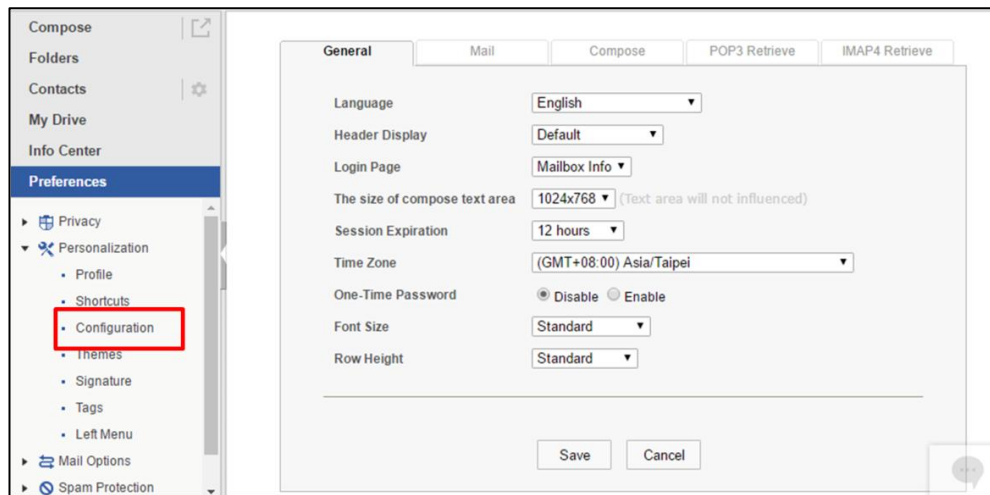 Compose
Folders
Contacts
My Drive
Info Center
Preferences
Privacy
Personalization
Profile
Shortcuts
Configuration
Themes
Signature
Tags
Left Menu
Mail Options
Spam Protection
General Mail Compose POP3 Retrieve IMAP4 Retrieve
Language English
Header Display Default
Login Page Mailbox Info
The size of compose text area 1024x768 (Text area will not influenced)
Session Expiration 12 hours
Time Zone (GMT+08:00) Asia/Taipei
One-Time Password Disable Enable
Font Size Standard
Row Height Standard
Save Cancel